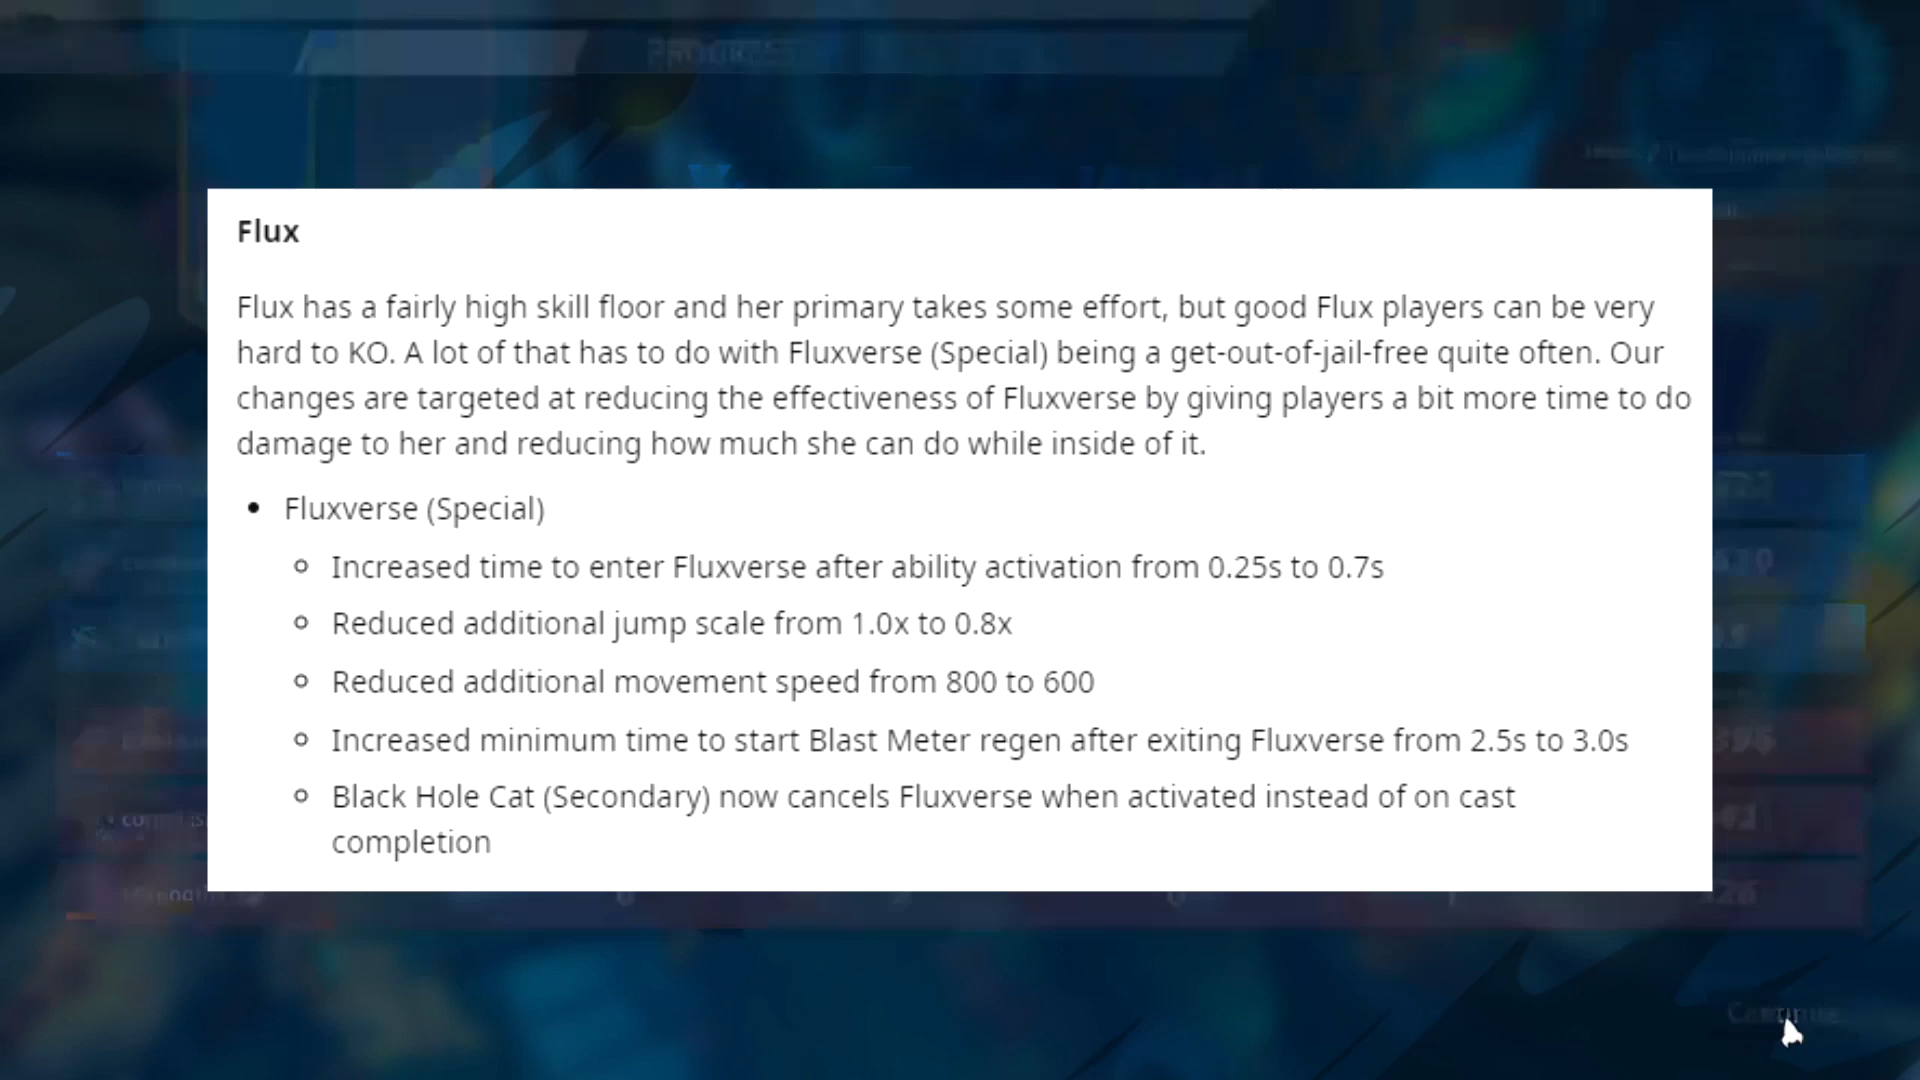 PROGRESS
Flux
Flux has a fairly high skill floor and her primary takes some effort, but good Flux players can be very
hard to KO. A lot of that has to do with Fluxverse (Special) being a get-out-of-jail-free quite often. Our
changes are targeted at reducing the effectiveness of Fluxverse by giving players a bit more time to do
damage to her and reducing how much she can do while inside of it.
• Fluxverse (Special)
◦ Increased time to enter Fluxverse after ability activation from 0.25s to 0.7s
◦ Reduced additional jump scale from 1.0x to 0.8x
◦ Reduced additional movement speed from 800 to 600
◦ Increased minimum time to start Blast Meter regen after exiting Fluxverse from 2.5s to 3.0s
◦ Black Hole Cat (Secondary) now cancels Fluxverse when activated instead of on cast
completion
Continue